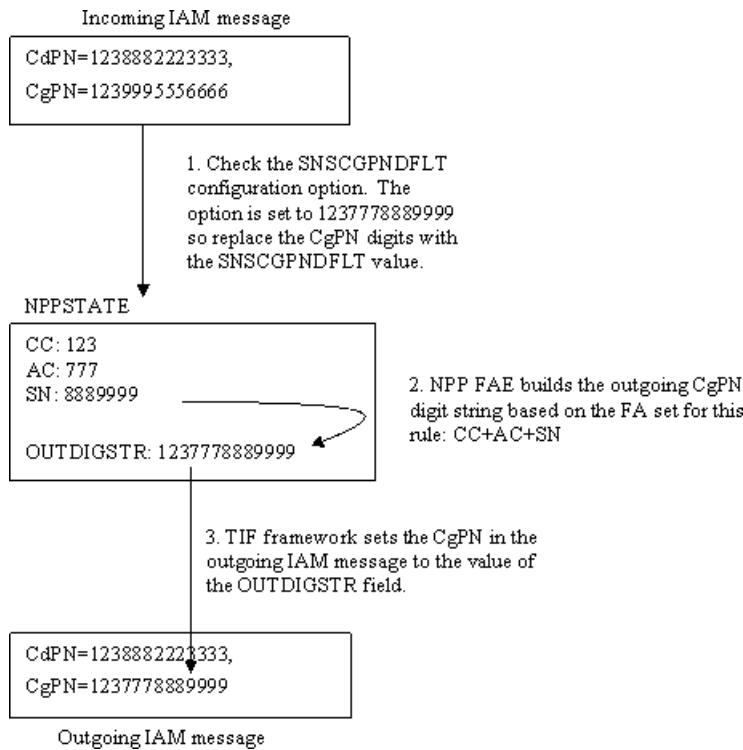 Incoming IAM message
CdPN=1238882223333,
CgPN=1239995556666
1. Check the SNSCGPNDFLT
configuration option. The
option is set to 1237778889999
so replace the CgPN digits with
the SNSCGPNDFLT value.
NPPSTATE
CC: 123
AC: 777
SN: 8889999
OUTDIGSTR: 1237778889999
2. NPP FAE builds the outgoing CgPN
digit string based on the FA set for this
rule: CC+AC+SN
3. TIF framework sets the CgPN in the
outgoing IAM message to the value of
the OUTDIGSTR field.
CdPN=1238882223333,
CgPN=1237778889999
Outgoing IAM message